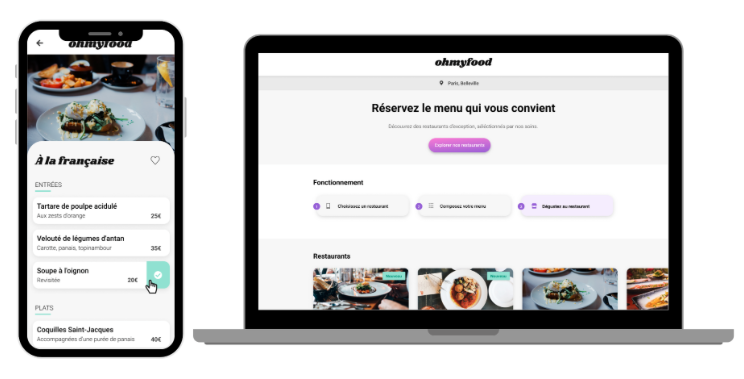 ohmyfood
À la française
ENTRÉES
Tartare de poulpe acidulé
Aux zests d'orange 25€
Velouté de légumes d'antan
Carotte, panais, topinambour 35€
Soupe à l'oignon
Revisitée 20€
PLATS
Coquilles Saint-Jacques
Accompagnées d'une purée de panais 40€
ohmyfood
Paris, Belleville
Réservez le menu qui vous convient
Découvrez des restaurants d'exception, sélectionnés par nos soins.
Explorer nos restaurants
Fonctionnement
1 Choisissez un restaurant
2 Composez votre menu
3 Dégustez au restaurant
Restaurants
Nouveau
Nouveau